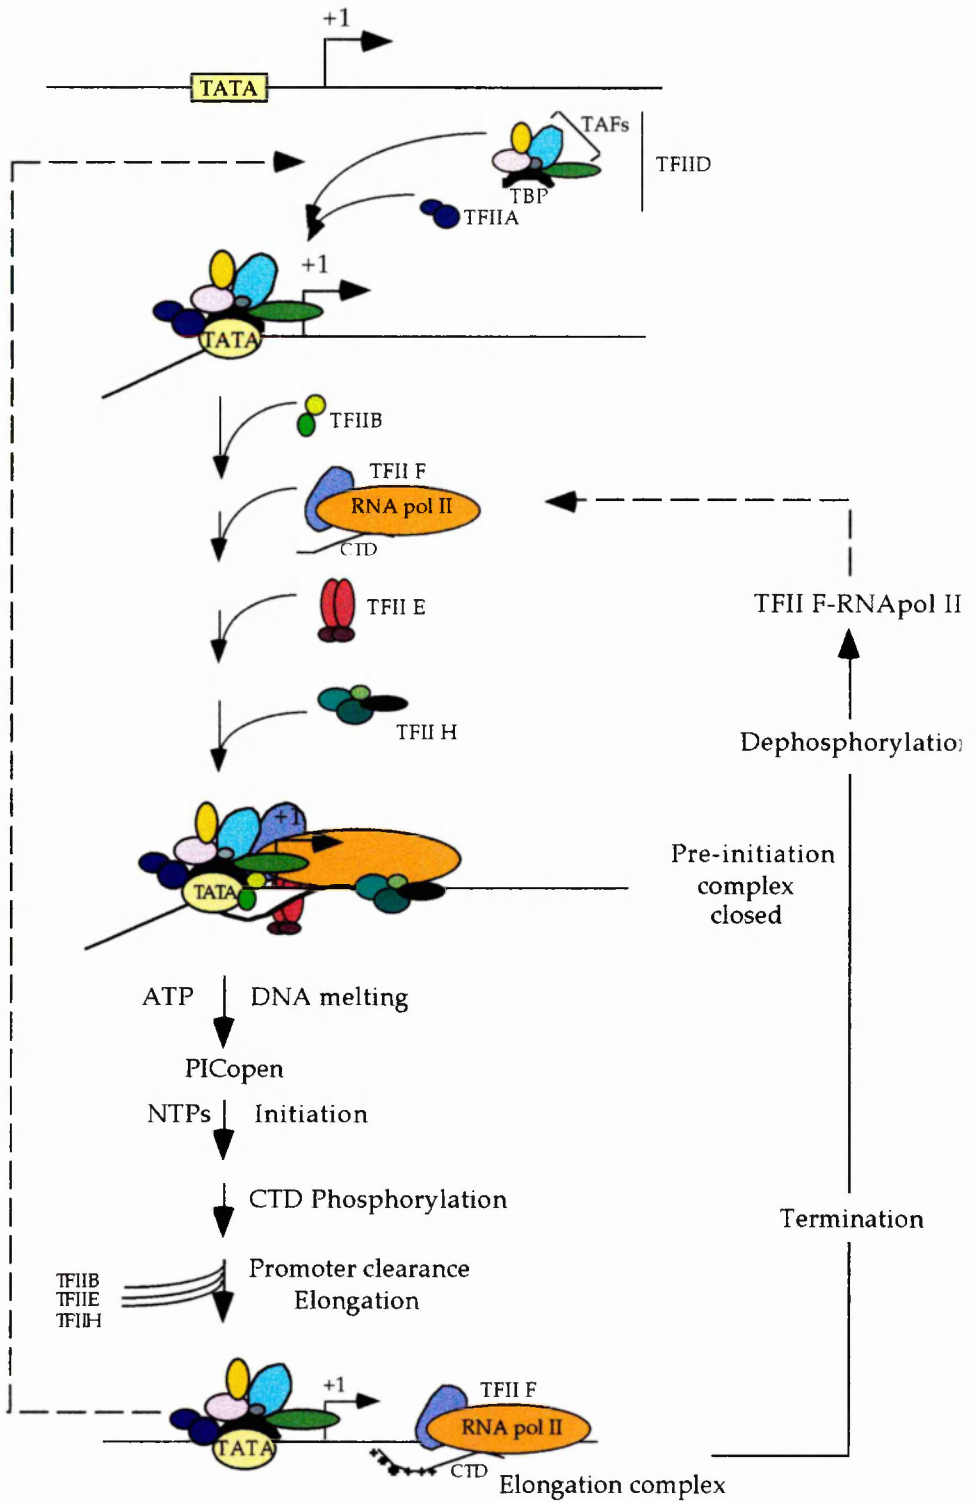 +1
TATA
TAFs
TFIID
TBP
TFIIA
+1
TATA
TFIIB
TFII F
RNA pol II
CTD
TFII E
TFII F-RNApol II
TFII H
Dephosphorylatio
+1
Pre-initiation
complex
closed
TATA
ATP
DNA melting
PICopen
NTPs
Initiation
CTD Phosphorylation
Termination
Promoter clearance
Elongation
TFIIB
TFIIE
TFIIH
+1
TFII F
RNA pol II
TATA
CTD
Elongation complex